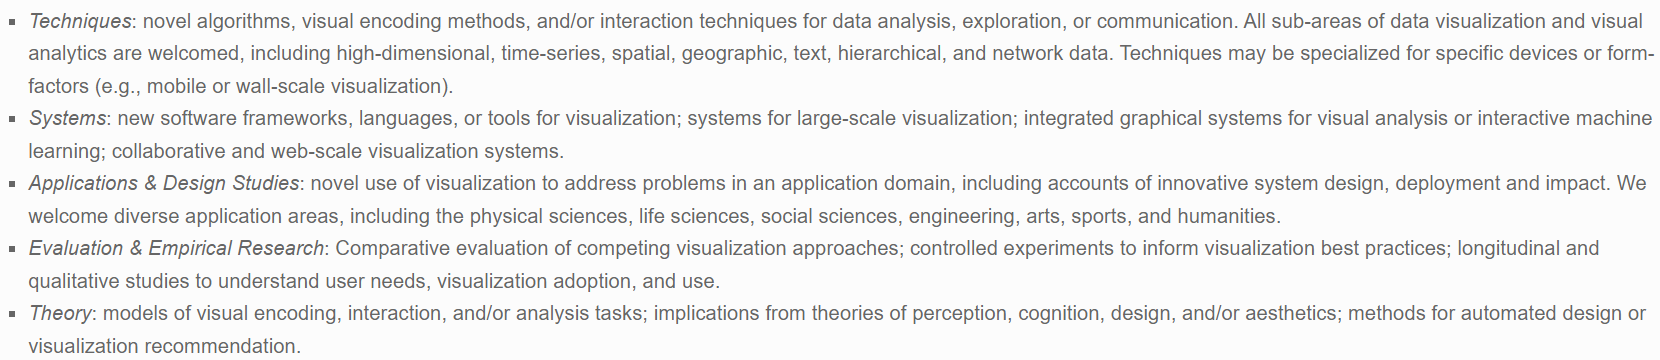 ▪ Techniques: novel algorithms, visual encoding methods, and/or interaction techniques for data analysis, exploration, or communication. All sub-areas of data visualization and visual
analytics are welcomed, including high-dimensional, time-series, spatial, geographic, text, hierarchical, and network data. Techniques may be specialized for specific devices or form-
factors (e.g., mobile or wall-scale visualization).
▪ Systems: new software frameworks, languages, or tools for visualization; systems for large-scale visualization; integrated graphical systems for visual analysis or interactive machine
learning; collaborative and web-scale visualization systems.
▪ Applications & Design Studies: novel use of visualization to address problems in an application domain, including accounts of innovative system design, deployment and impact. We
welcome diverse application areas, including the physical sciences, life sciences, social sciences, engineering, arts, sports, and humanities.
▪ Evaluation & Empirical Research: Comparative evaluation of competing visualization approaches; controlled experiments to inform visualization best practices; longitudinal and
qualitative studies to understand user needs, visualization adoption, and use.
▪ Theory: models of visual encoding, interaction, and/or analysis tasks; implications from theories of perception, cognition, design, and/or aesthetics; methods for automated design or
visualization recommendation.